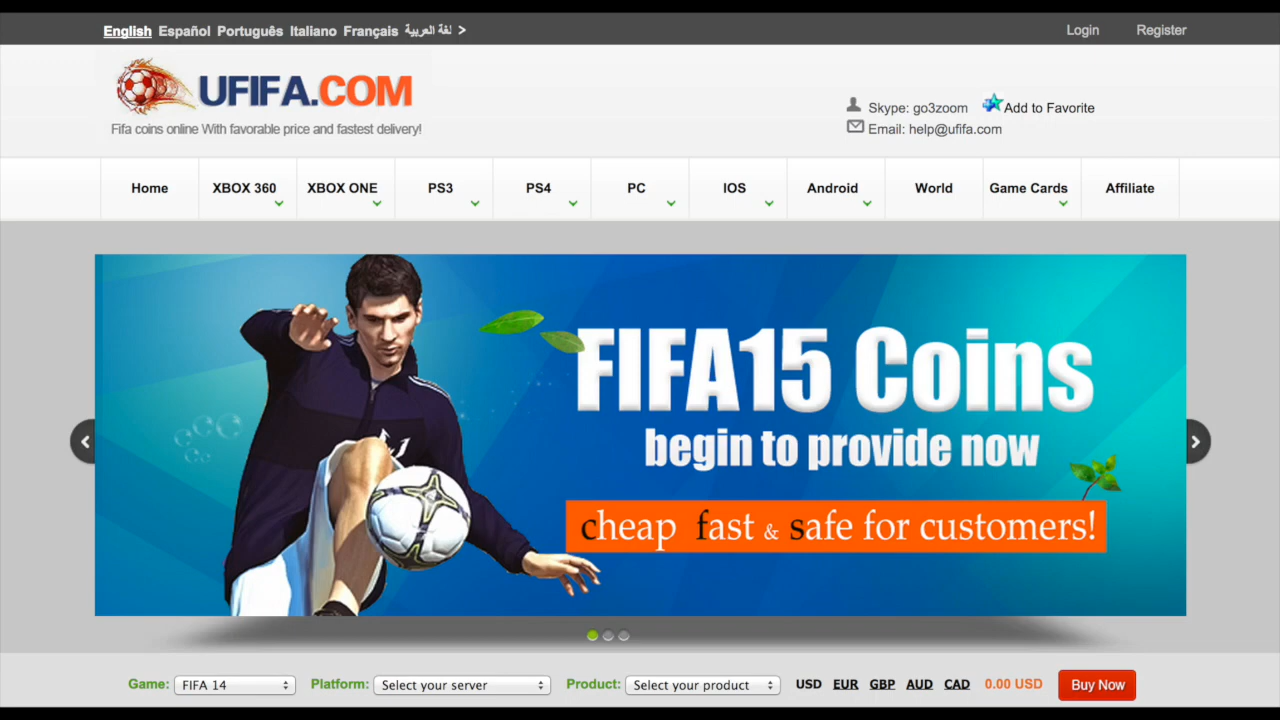 English Español Português Italiano Français لغة العربية >
Login Register
UFIFA.COM
Fifa coins online With favorable price and fastest delivery!
Skype: go3zoom Add to Favorite
Email: help@ufifa.com
Home XBOX 360 XBOX ONE PS3 PS4 PC IOS Android World Game Cards Affiliate
FIFA15 Coins
begin to provide now
cheap fast & safe for customers!
Game: FIFA 14 Platform: Select your server Product: Select your product USD EUR GBP AUD CAD 0.00 USD Buy Now